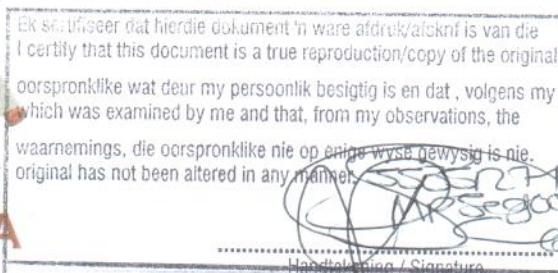 Ek sertifiseer dat hierdie dokument 'n ware afdruk/afskrif is van die
I certify that this document is a true reproduction/copy of the original
oorspronklike wat deur my persoonlik besigtig is en dat , volgens my
which was examined by me and that, from my observations, the
waarnemings, die oorspronklike nie op enige wyse gewysig is nie.
original has not been altered in any manner.
Handtekening / Signature